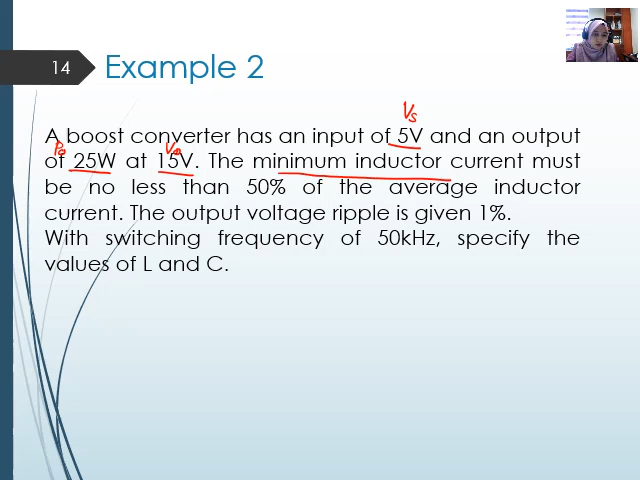 14
Example 2
Vs
A boost converter has an input of 5V and an output
Po
Vo
of 25W at 15V. The minimum inductor current must
be no less than 50% of the average inductor
current. The output voltage ripple is given 1%.
With switching frequency of 50kHz, specify the
values of L and C.